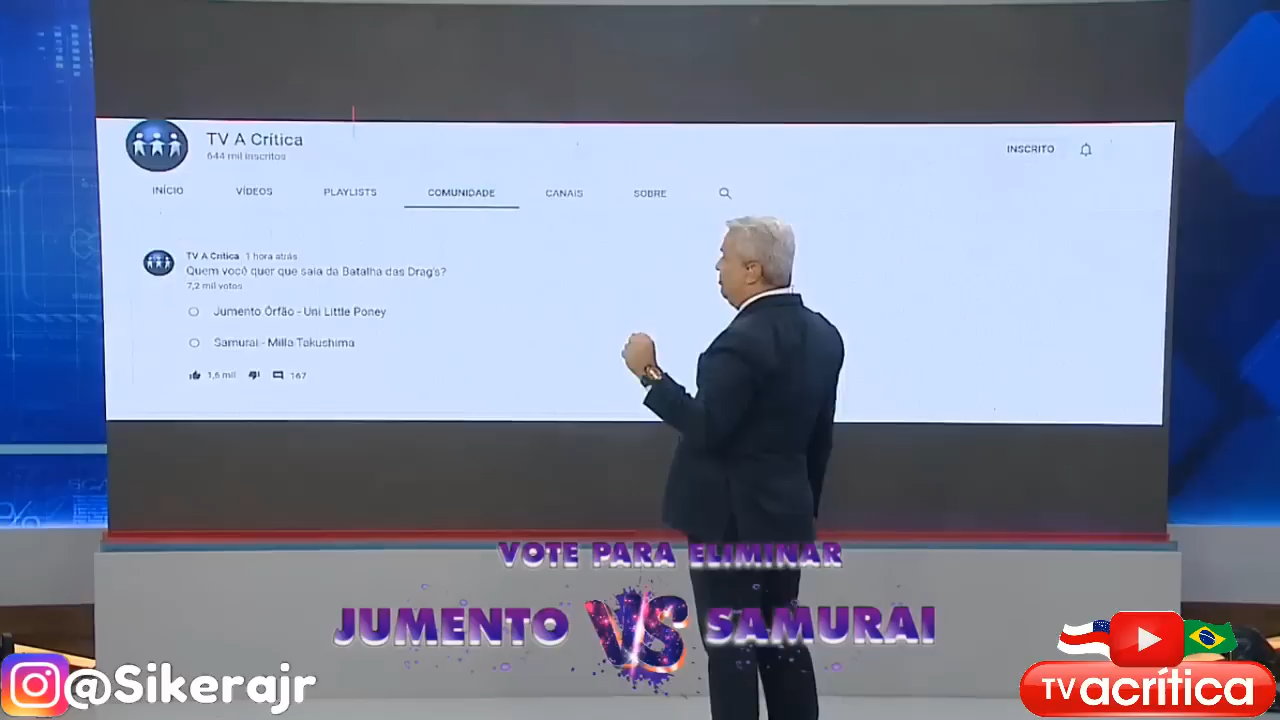 TV A Crítica
644 mil inscritos
INSCRITO
INÍCIO VÍDEOS PLAYLISTS COMUNIDADE CANAIS SOBRE
TV A Crítica 1 hora atrás
Quem você quer que saia da Batalha das Drag's?
7,2 mil votos
Jumento Órfão - Uni Little Poney
Samurai - Milla Takushima
1,6 mil 167
VOTE PARA ELIMINAR
JUMENTO VS SAMURAI
@Sikerajr
TV acrítica